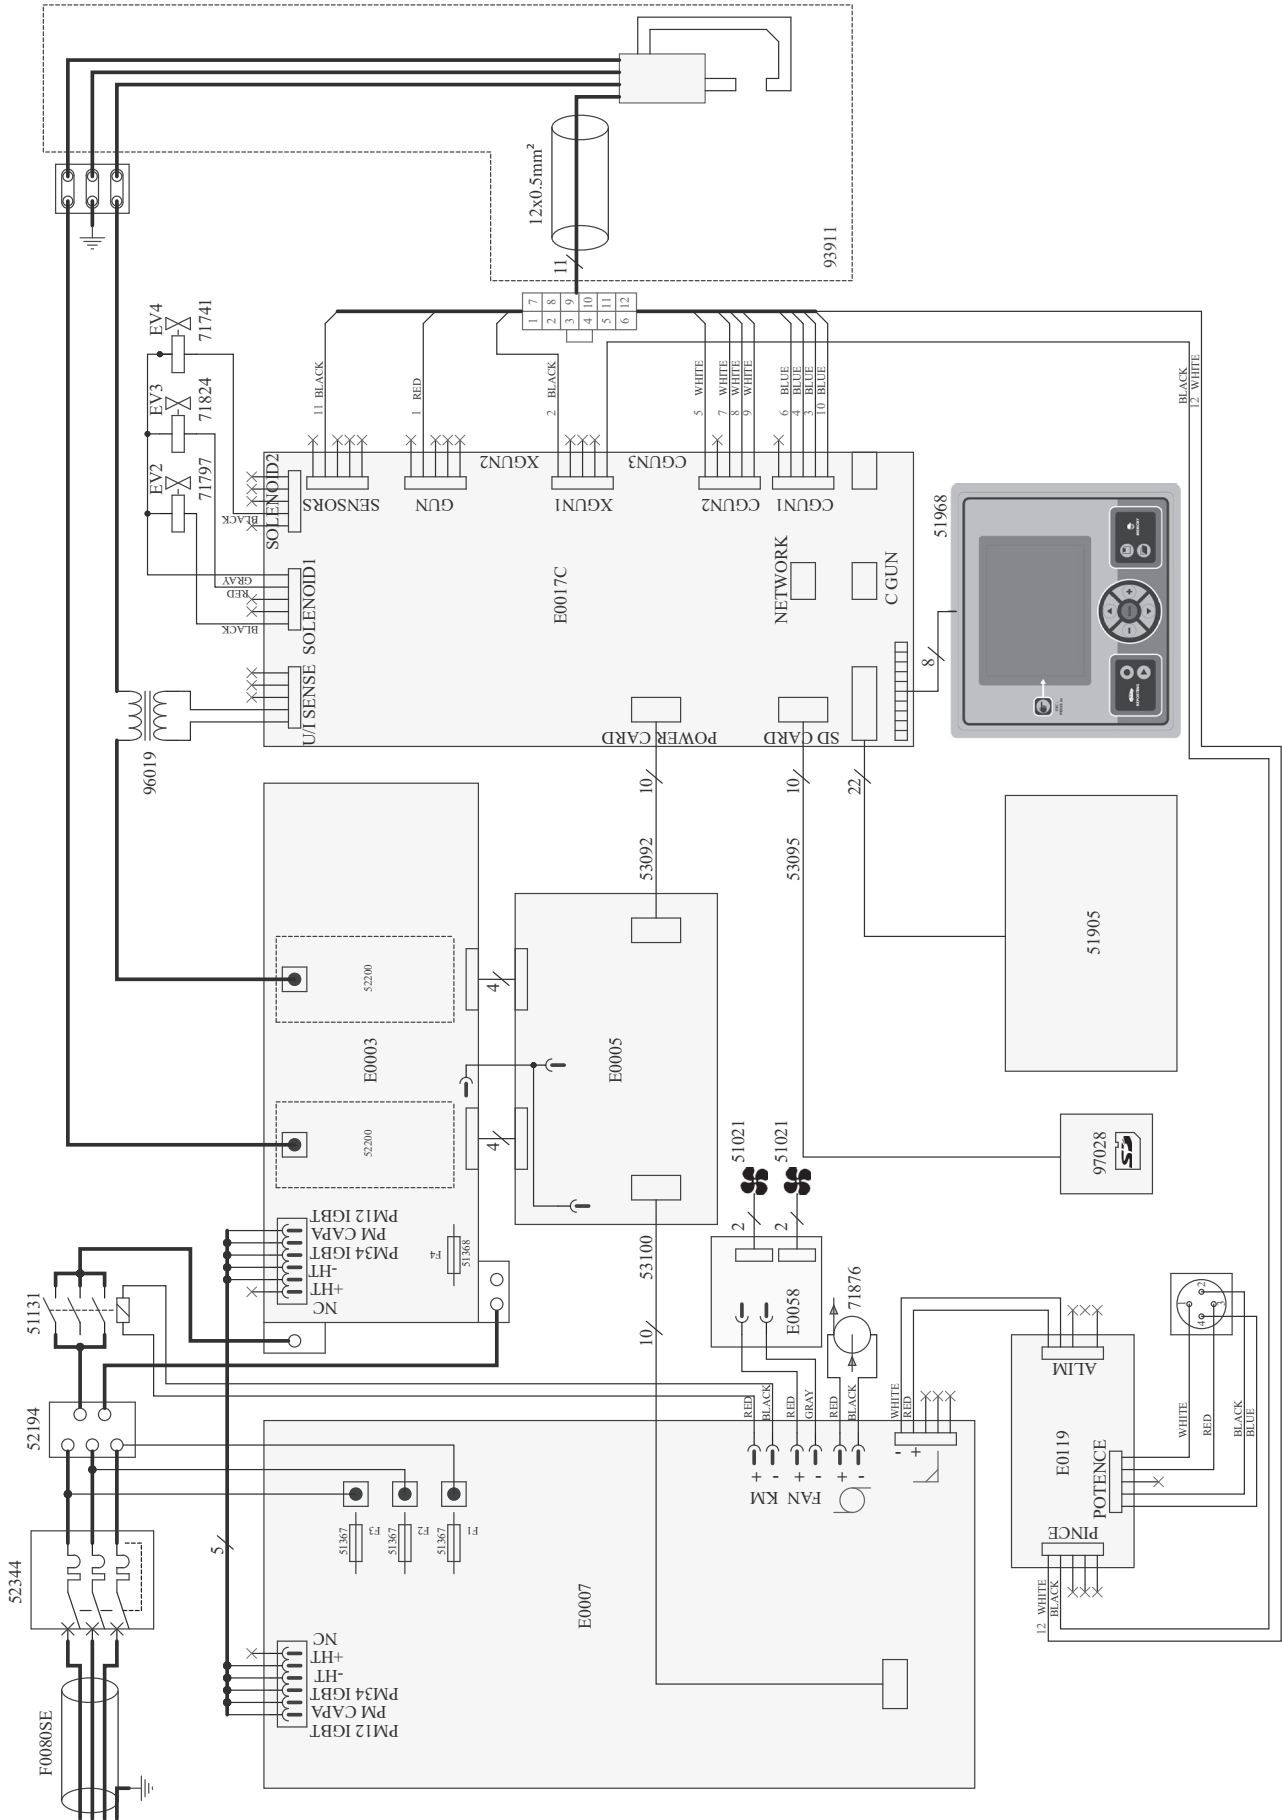 F0080SE
52344
52194
51131
5
NC
+HT
-HT
PM34 IGBT
PM CAPA
PM12 IGBT
51367
F3
51367
F2
51367
F1
E0007
KM
+
-
FAN
+
-
+
-
RED
BLACK
RED
GRAY
RED
BLACK
WHITE
RED
-
+
NC
+HT
-HT
PM34 IGBT
PM CAPA
PM12 IGBT
F4
51368
52200
E0003
52200
4
4
E0005
10
53100
10
53092
E0058
2
51021
2
51021
71876
96019
U/I SENSE
SOLENOID1
BLACK
RED
GRAY
SOLENOID2
BLACK
EV2
71797
EV3
71824
EV4
71741
E0017C
POWER CARD
SD CARD
NETWORK
C GUN
SENSORS
GUN
XGUN2
XGUN1
CGUN3
CGUN2
CGUN1
11 BLACK
1 RED
2 BLACK
5 WHITE
7 WHITE
8 WHITE
9 WHITE
6 BLUE
4 BLUE
3 BLUE
10 BLUE
1 7
2 8
3 9
4 10
5 11
6 12
11
12x0.5mm²
93911
BLACK
12 WHITE
10
53095
22
8
51968
REPORTING
MEMORY
51905
97028
SD
E0119
ALIM
POTENCE
PINCE
12 WHITE
BLACK
WHITE
RED
BLACK
BLUE
1
2
3
4